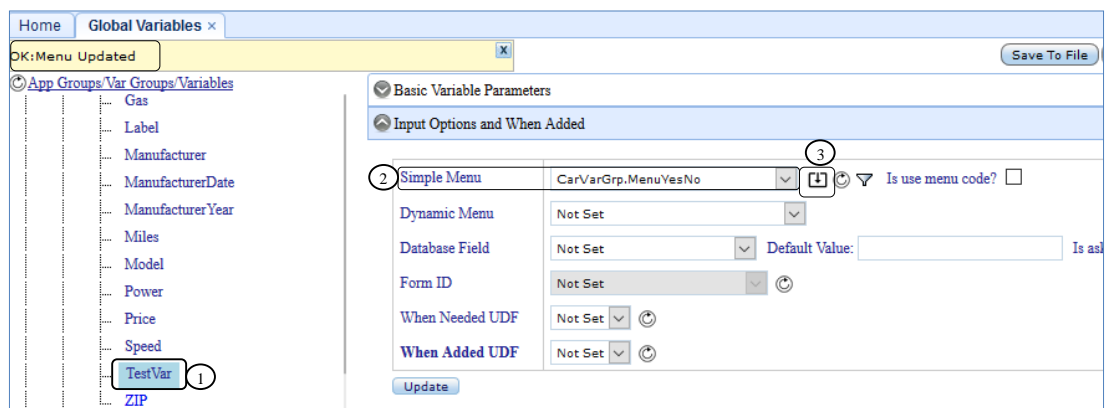 Home Global Variables ×
OK:Menu Updated x Save To File
App Groups/Var Groups/Variables
Gas
Label
Manufacturer
ManufacturerDate
ManufacturerYear
Miles
Model
Power
Price
Speed
TestVar 1
ZIP
Basic Variable Parameters
Input Options and When Added
3
2 Simple Menu CarVarGrp.MenuYesNo Is use menu code?
Dynamic Menu Not Set
Database Field Not Set Default Value: Is ask
Form ID Not Set
When Needed UDF Not Set
When Added UDF Not Set
Update